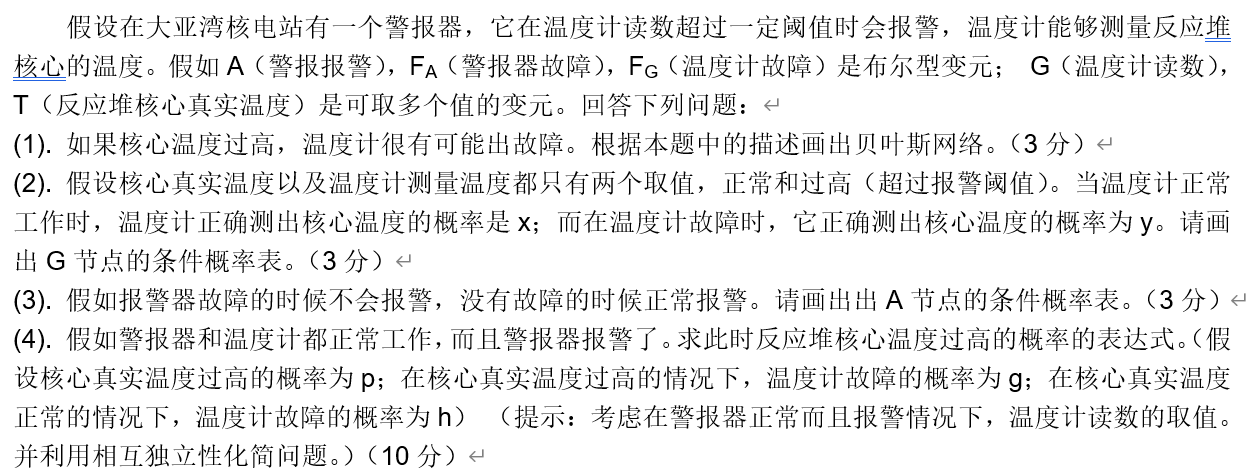 假设在大亚湾核电站有一个警报器，它在温度计读数超过一定阈值时会报警，温度计能够测量反应堆
核心的温度。假如 A（警报报警），FA（警报器故障），FG（温度计故障）是布尔型变元； G（温度计读数），
T（反应堆核心真实温度）是可取多个值的变元。回答下列问题：↵
(1). 如果核心温度过高，温度计很有可能出故障。根据本题中的描述画出贝叶斯网络。（3 分）↵
(2). 假设核心真实温度以及温度计测量温度都只有两个取值，正常和过高（超过报警阈值）。当温度计正常
工作时，温度计正确测出核心温度的概率是 x；而在温度计故障时，它正确测出核心温度的概率为 y。请画
出 G 节点的条件概率表。（3 分）↵
(3). 假如报警器故障的时候不会报警，没有故障的时候正常报警。请画出出 A 节点的条件概率表。（3 分）↵
(4). 假如警报器和温度计都正常工作，而且警报器报警了。求此时反应堆核心温度过高的概率的表达式。（假
设核心真实温度过高的概率为 p；在核心真实温度过高的情况下，温度计故障的概率为 g；在核心真实温度
正常的情况下，温度计故障的概率为 h） （提示：考虑在警报器正常而且报警情况下，温度计读数的取值。
并利用相互独立性化简问题。）（10 分）↵